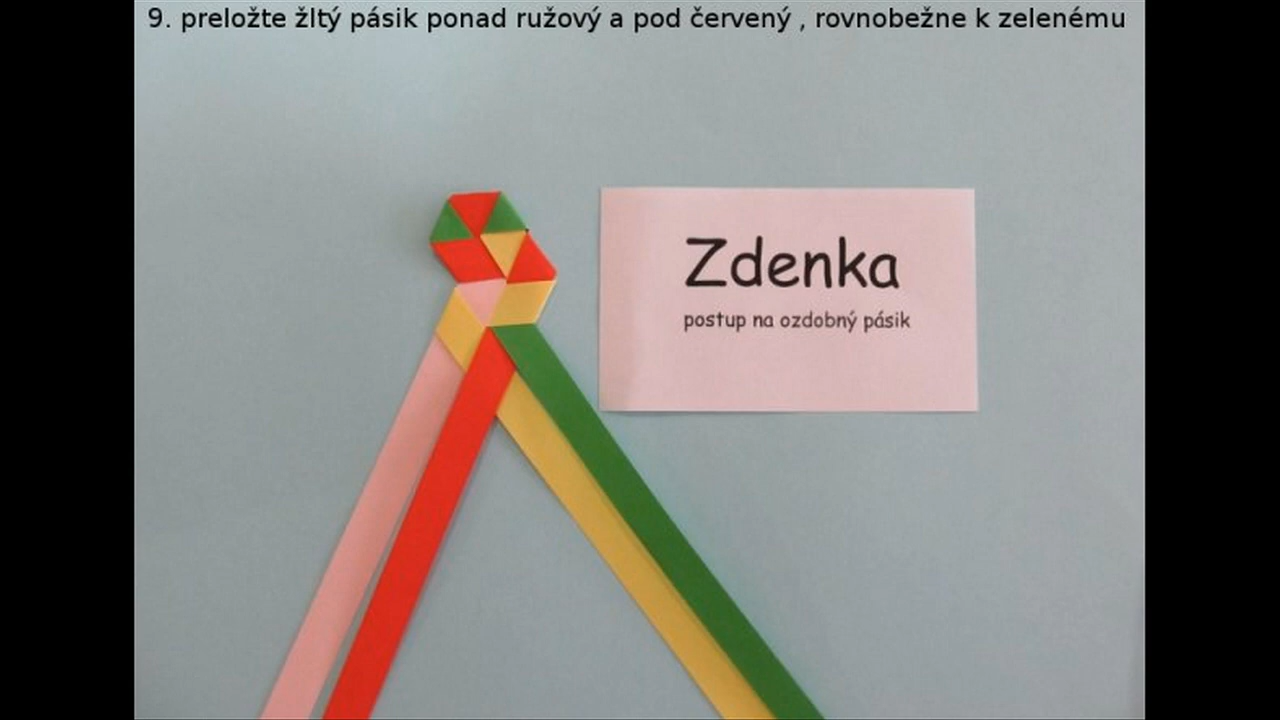 9. preložte žltý pásik ponad ružový a pod červený , rovnobežne k zelenému
Zdenka
postup na ozdobný pásik